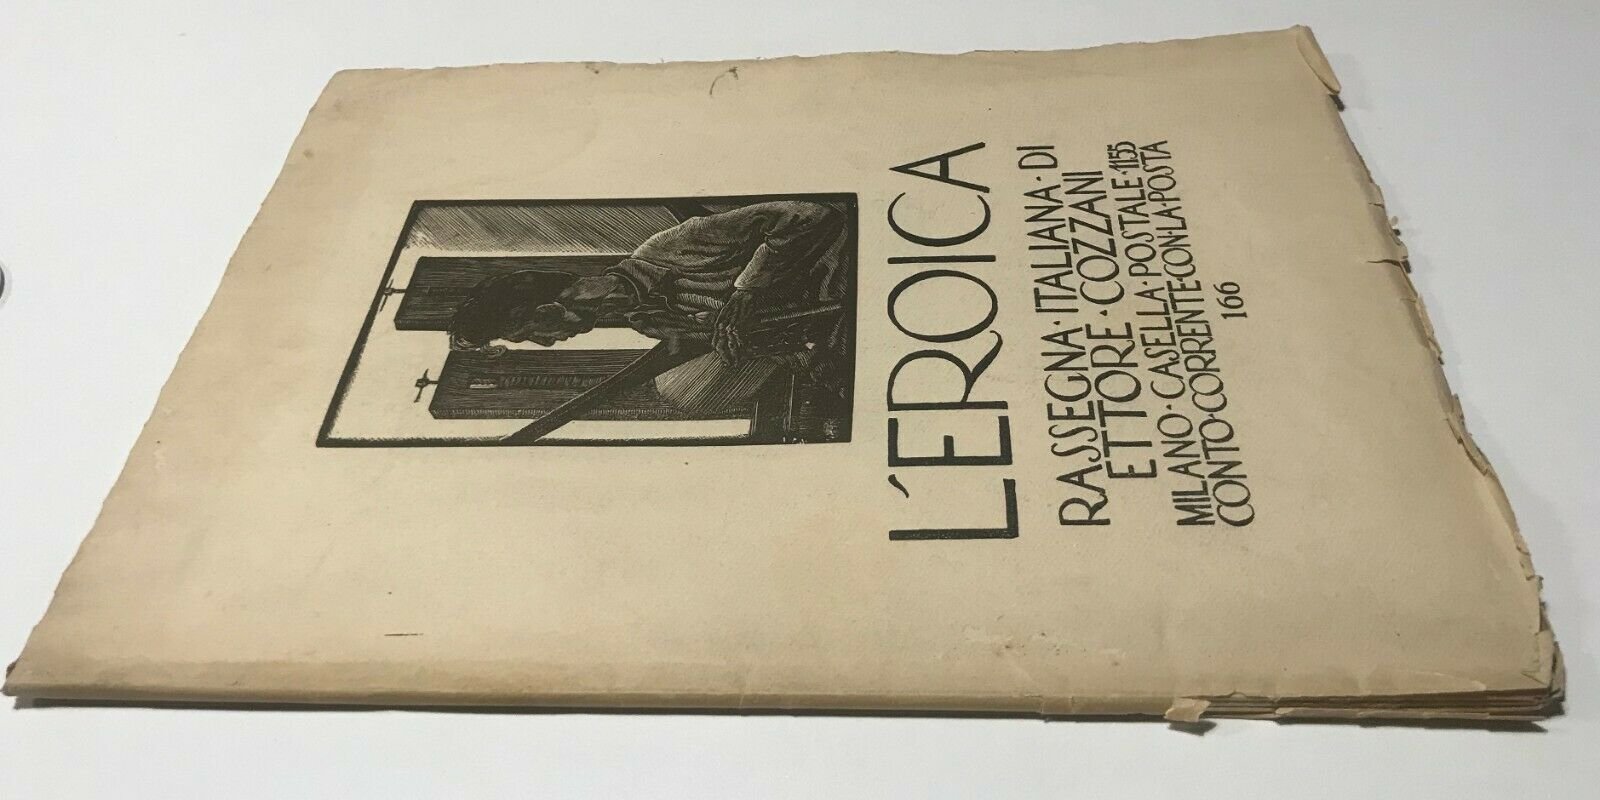 L'EROICA
RASSEGNA·ITALIANA·DI
ETTORE·COZZANI
MILANO·CASELLA·POSTALE·1155
CONTO·CORRENTE·CON·LA·POSTA
166